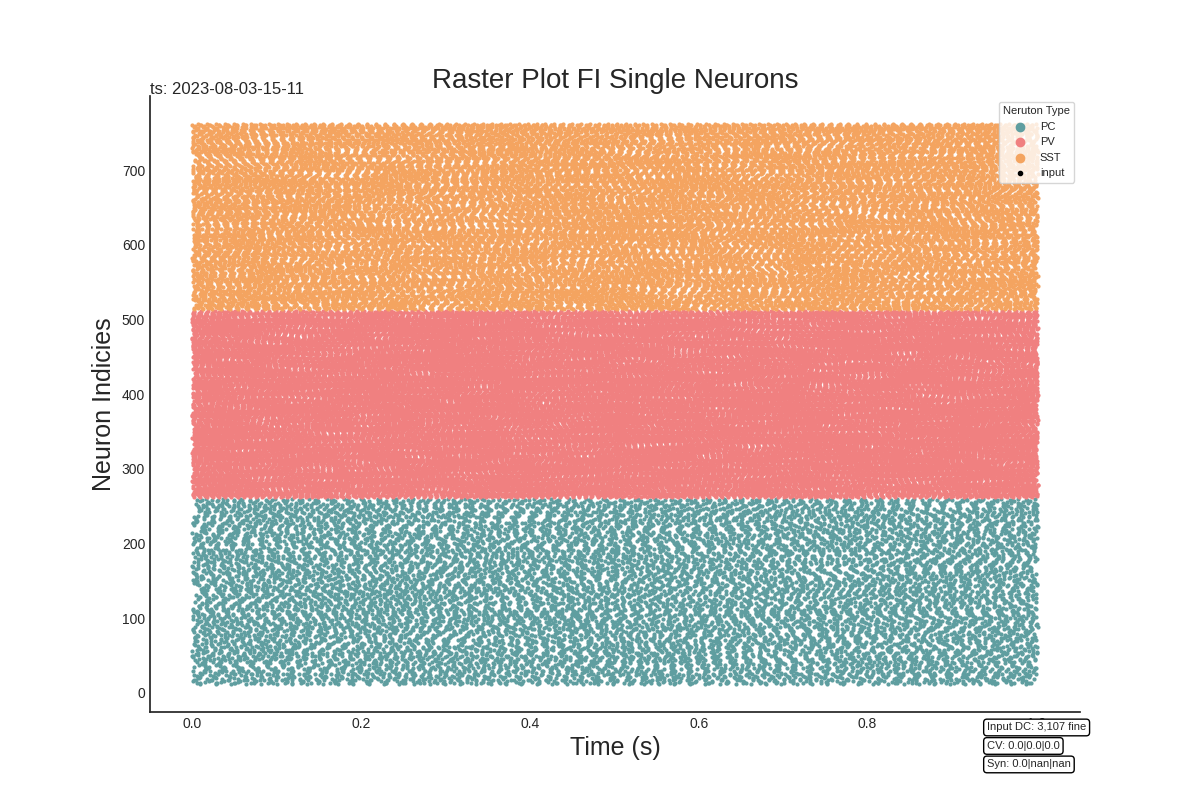 Raster Plot FI Single Neurons
ts: 2023-08-03-15-11
Neruton Type
PC
PV
SST
input
Neuron Indicies
700
600
500
400
300
200
100
0
0.0
0.2
0.4
0.6
0.8
Time (s)
Input DC: 3,107 fine
CV: 0.0|0.0|0.0
Syn: 0.0|nan|nan